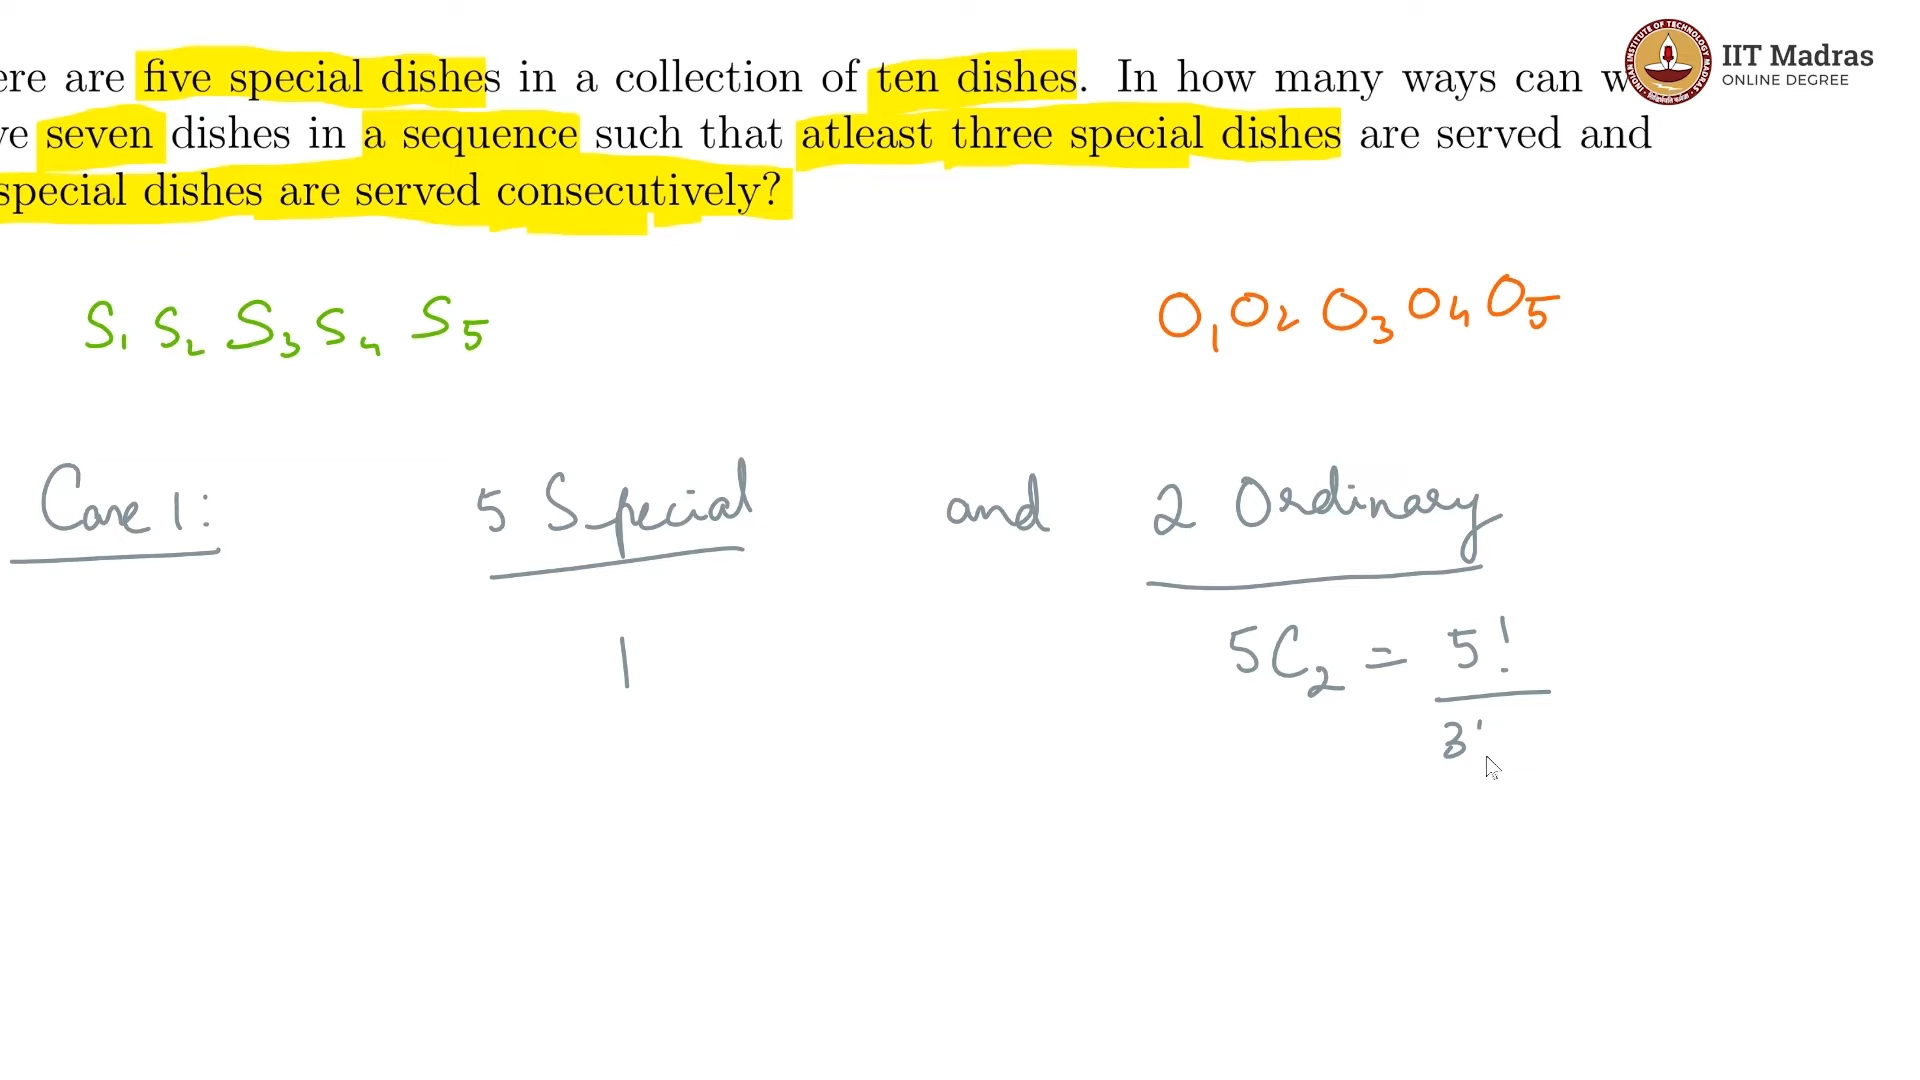 ere are five special dishes in a collection of ten dishes. In how many ways can w
ve seven dishes in a sequence such that atleast three special dishes are served and
special dishes are served consecutively?
IIT Madras
ONLINE DEGREE
S1 S2 S3 S4 S5
O1 O2 O3 O4 O5
Case 1: 5 Special and 2 Ordinary
1 5C2 = 5!
3!